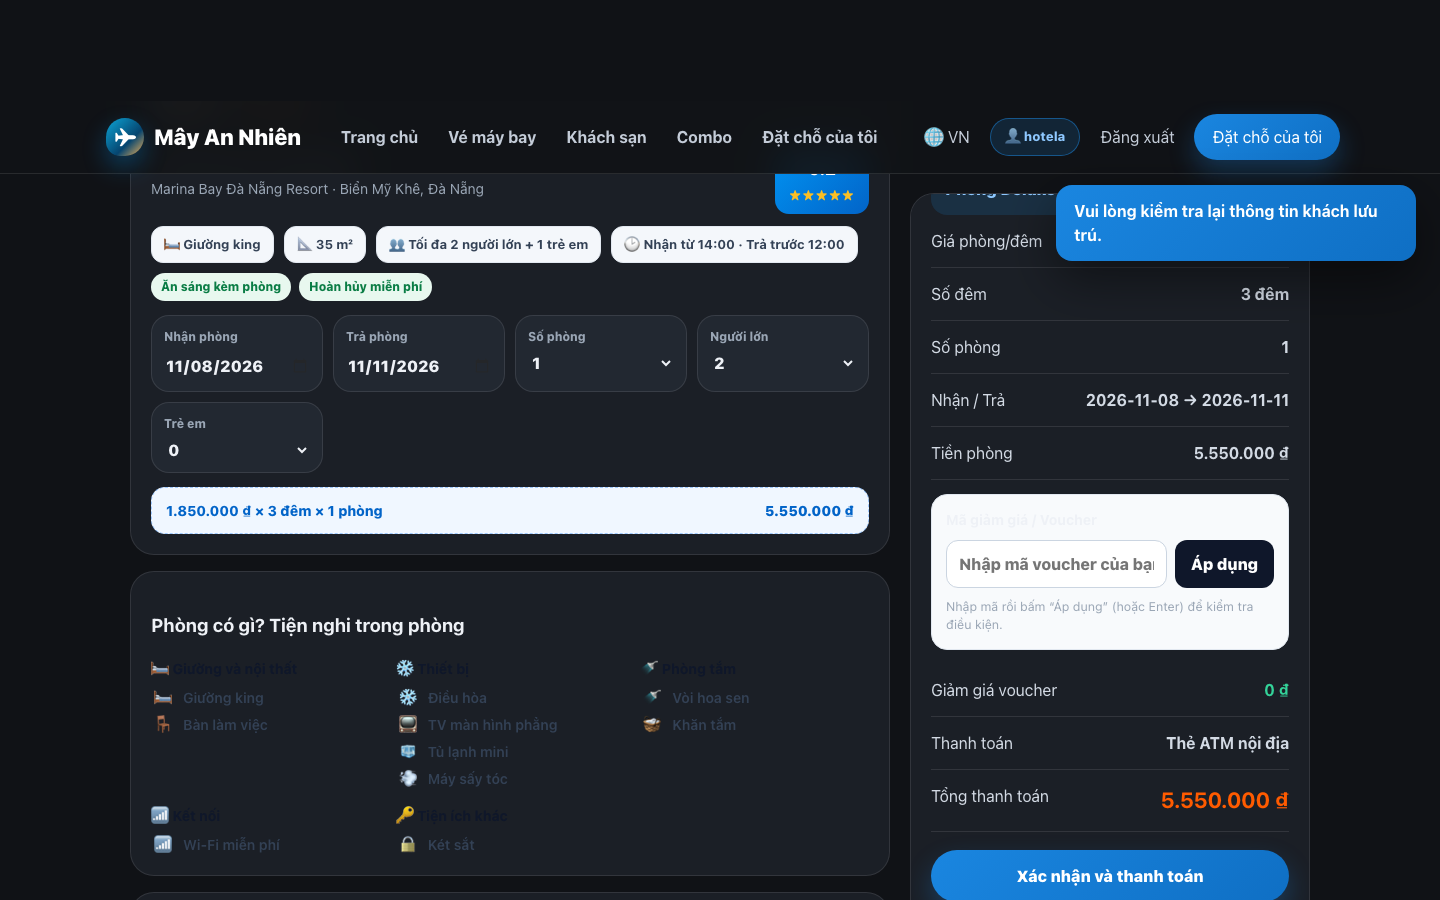 Mây An Nhiên
Trang chủ
Vé máy bay
Khách sạn
Combo
Đặt chỗ của tôi
VN
hotela
Đăng xuất
Đặt chỗ của tôi
Marina Bay Đà Nẵng Resort · Biển Mỹ Khê, Đà Nẵng
Giường king
35 m²
Tối đa 2 người lớn + 1 trẻ em
Nhận từ 14:00 · Trả trước 12:00
Ăn sáng kèm phòng
Hoàn hủy miễn phí
Nhận phòng
11/08/2026
Trả phòng
11/11/2026
Số phòng
1
Người lớn
2
Trẻ em
0
1.850.000 ₫ × 3 đêm × 1 phòng
5.550.000 ₫
Phòng có gì? Tiện nghi trong phòng
Giường và nội thất
Giường king
Bàn làm việc
Thiết bị
Điều hòa
TV màn hình phẳng
Tủ lạnh mini
Máy sấy tóc
Phòng tắm
Vòi hoa sen
Khăn tắm
Kết nối
Wi-Fi miễn phí
Tiện ích khác
Két sắt
Vui lòng kiểm tra lại thông tin khách lưu
trú.
Giá phòng/đêm
Số đêm
3 đêm
Số phòng
1
Nhận / Trả
2026-11-08 → 2026-11-11
Tiền phòng
5.550.000 ₫
Mã giảm giá / Voucher
Nhập mã voucher của bạ
Áp dụng
Nhập mã rồi bấm “Áp dụng” (hoặc Enter) để kiểm tra
điều kiện.
Giảm giá voucher
0 ₫
Thanh toán
Thẻ ATM nội địa
Tổng thanh toán
5.550.000 ₫
Xác nhận và thanh toán